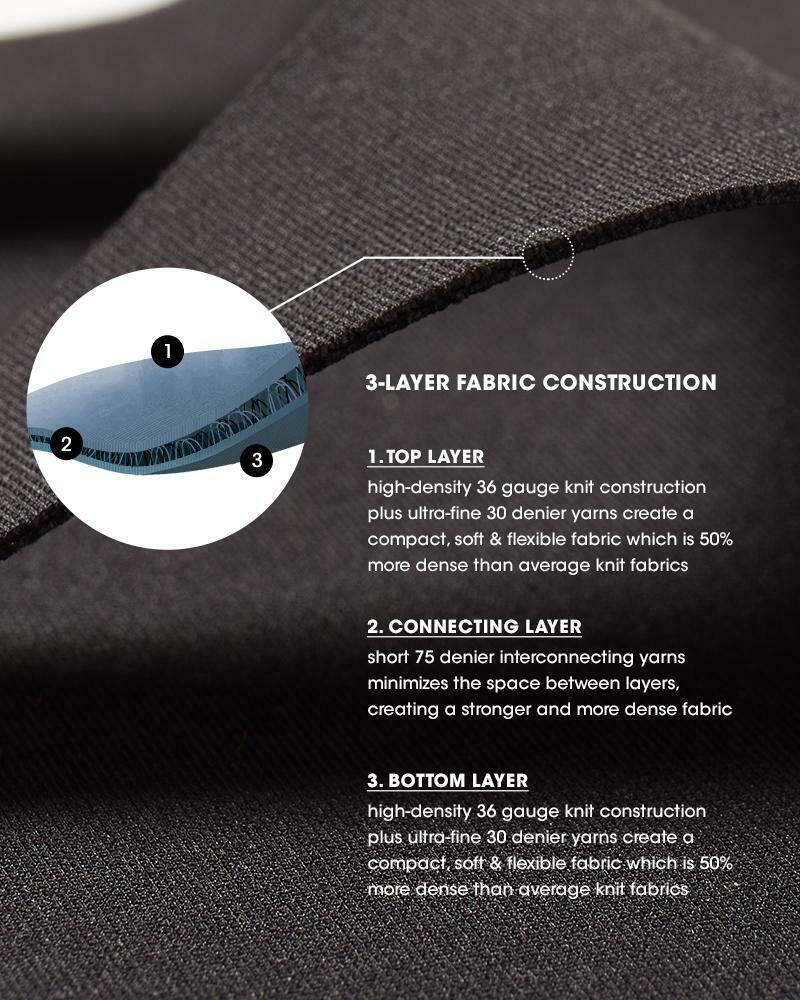 1
2
3
3-LAYER FABRIC CONSTRUCTION
1. TOP LAYER
high-density 36 gauge knit construction
plus ultra-fine 30 denier yarns create a
compact, soft & flexible fabric which is 50%
more dense than average knit fabrics
2. CONNECTING LAYER
short 75 denier interconnecting yarns
minimizes the space between layers,
creating a stronger and more dense fabric
3. BOTTOM LAYER
high-density 36 gauge knit construction
plus ultra-fine 30 denier yarns create a
compact, soft & flexible fabric which is 50%
more dense than average knit fabrics